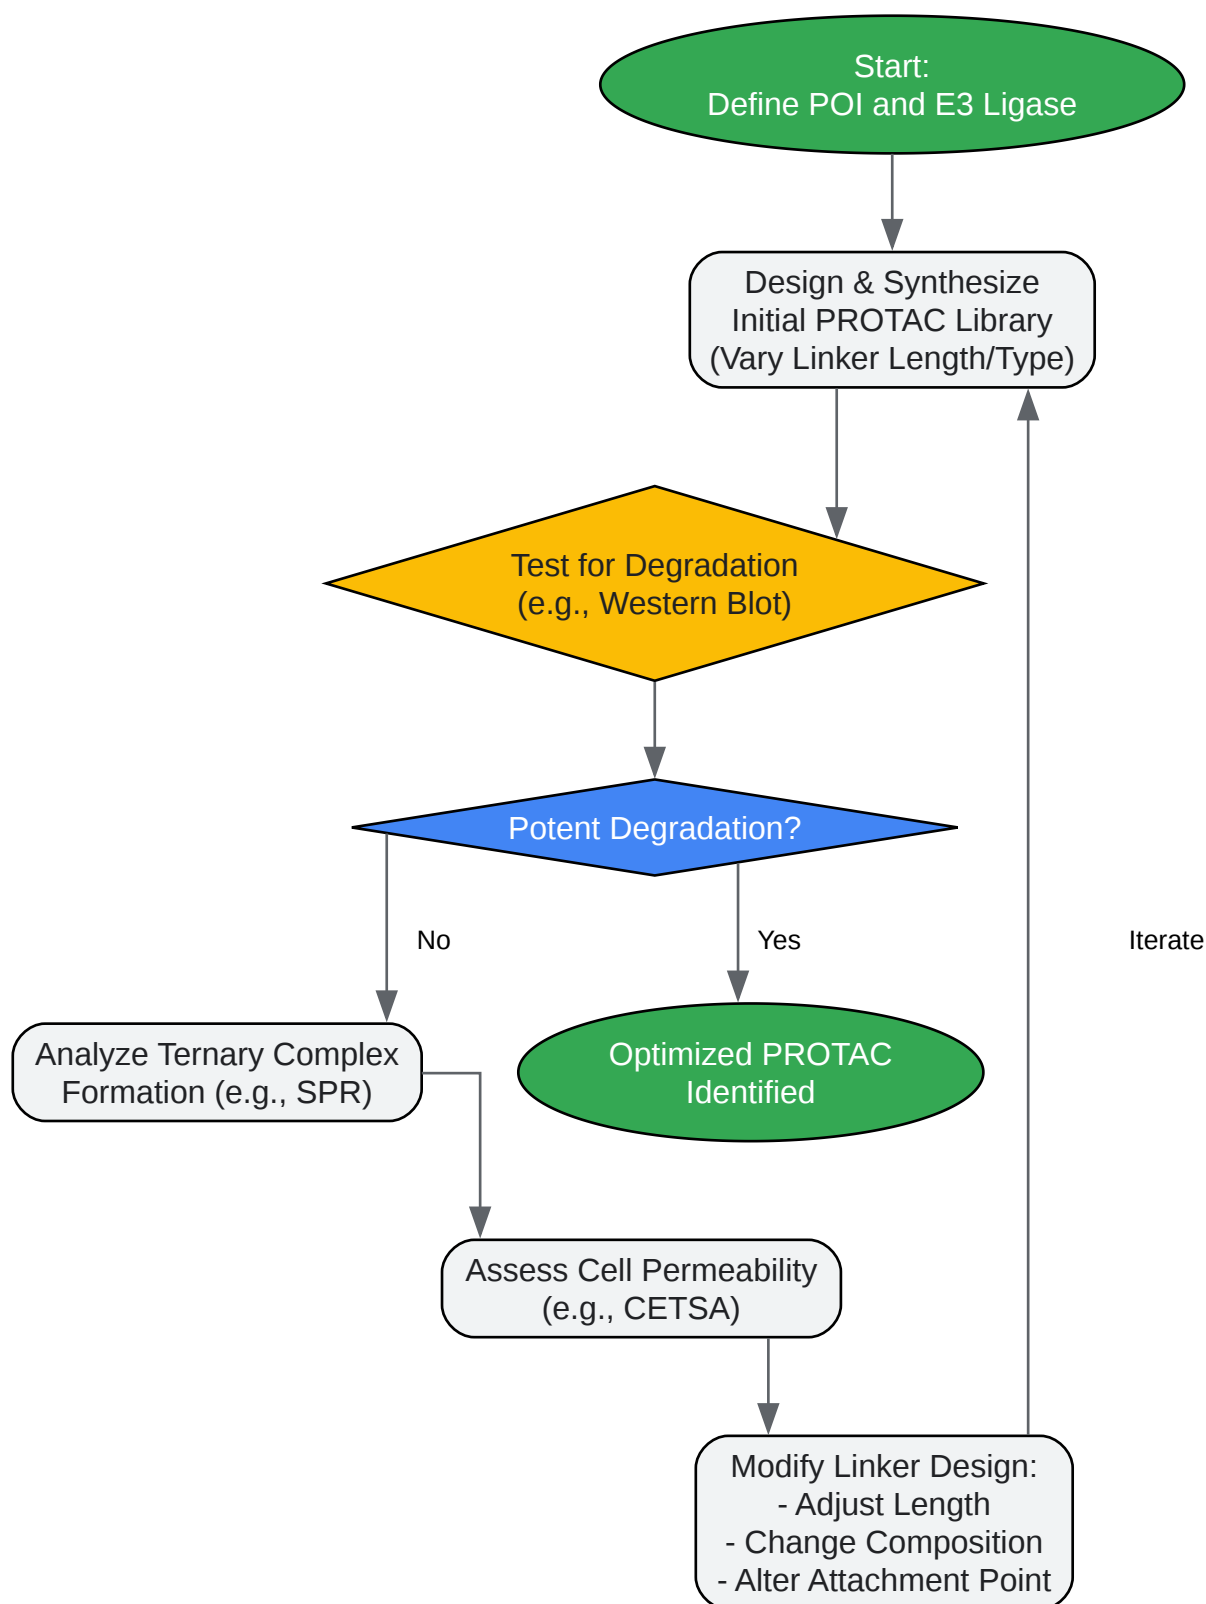 Start:
Define POI and E3 Ligase
Design & Synthesize
Initial PROTAC Library
(Vary Linker Length/Type)
Test for Degradation
(e.g., Western Blot)
Potent Degradation?
No
Yes
Iterate
Analyze Ternary Complex
Formation (e.g., SPR)
Optimized PROTAC
Identified
Assess Cell Permeability
(e.g., CETSA)
Modify Linker Design:
- Adjust Length
- Change Composition
- Alter Attachment Point